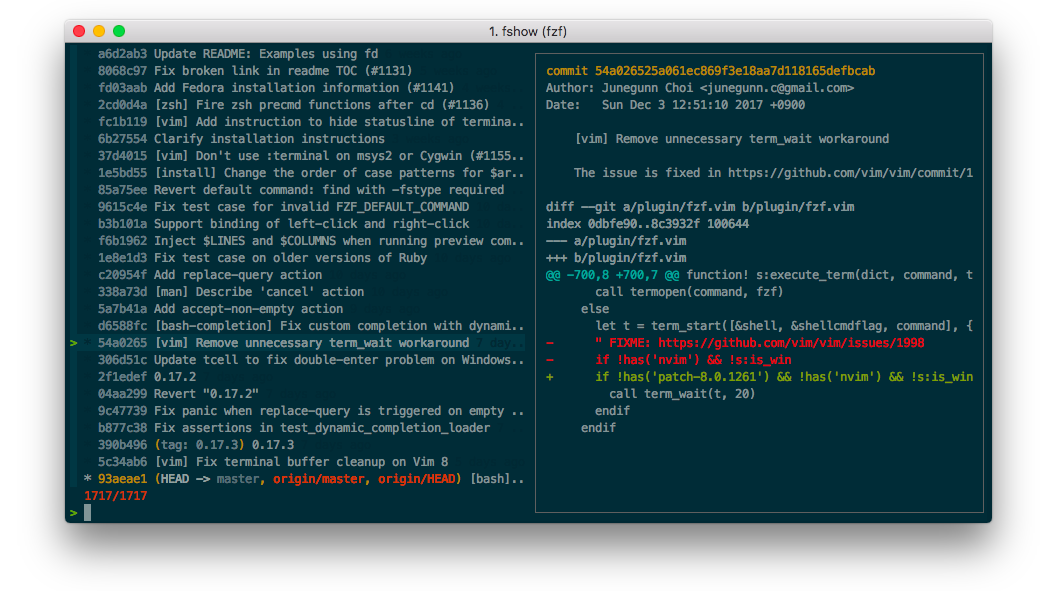 1. fshow (fzf)
a6d2ab3 Update README: Examples using fd
8068c97 Fix broken link in readme TOC (#1131)
fd03aab Add Fedora installation information (#1141)
2cd0d4a [zsh] Fire zsh precmd functions after cd (#1136)
fc1b119 [vim] Add instruction to hide statusline of termina..
6b27554 Clarify installation instructions
37d4015 [vim] Don't use :terminal on msys2 or Cygwin (#1155..
1e5bd55 [install] Change the order of case patterns for $ar..
85a75ee Revert default command: find with -fstype required
9615c4e Fix test case for invalid FZF_DEFAULT_COMMAND
b3b101a Support binding of left-click and right-click
f6b1962 Inject $LINES and $COLUMNS when running preview com..
1e8e1d3 Fix test case on older versions of Ruby
c20954f Add replace-query action
338a73d [man] Describe 'cancel' action
5a7b41a Add accept-non-empty action
d6588fc [bash-completion] Fix custom completion with dynami..
> * 54a0265 [vim] Remove unnecessary term_wait workaround 7 day..
306d51c Update tcell to fix double-enter problem on Windows..
2f1edef 0.17.2
04aa299 Revert "0.17.2"
9c47739 Fix panic when replace-query is triggered on empty ..
b877c38 Fix assertions in test_dynamic_completion_loader
390b496 (tag: 0.17.3) 0.17.3
5c34ab6 [vim] Fix terminal buffer cleanup on Vim 8
* 93aeae1 (HEAD -> master, origin/master, origin/HEAD) [bash]..
1717/1717
>
commit 54a026525a061ec869f3e18aa7d118165defbcab
Author: Junegunn Choi <junegunn.c@gmail.com>
Date:   Sun Dec 3 12:51:10 2017 +0900
[vim] Remove unnecessary term_wait workaround
The issue is fixed in https://github.com/vim/vim/commit/1
diff --git a/plugin/fzf.vim b/plugin/fzf.vim
index 0dbfe90..8c3932f 100644
--- a/plugin/fzf.vim
+++ b/plugin/fzf.vim
@@ -700,8 +700,7 @@ function! s:execute_term(dict, command, t
call termopen(command, fzf)
else
let t = term_start([&shell, &shellcmdflag, command], {
-      " FIXME: https://github.com/vim/vim/issues/1998
-      if !has('nvim') && !s:is_win
+      if !has('patch-8.0.1261') && !has('nvim') && !s:is_win
call term_wait(t, 20)
endif
endif